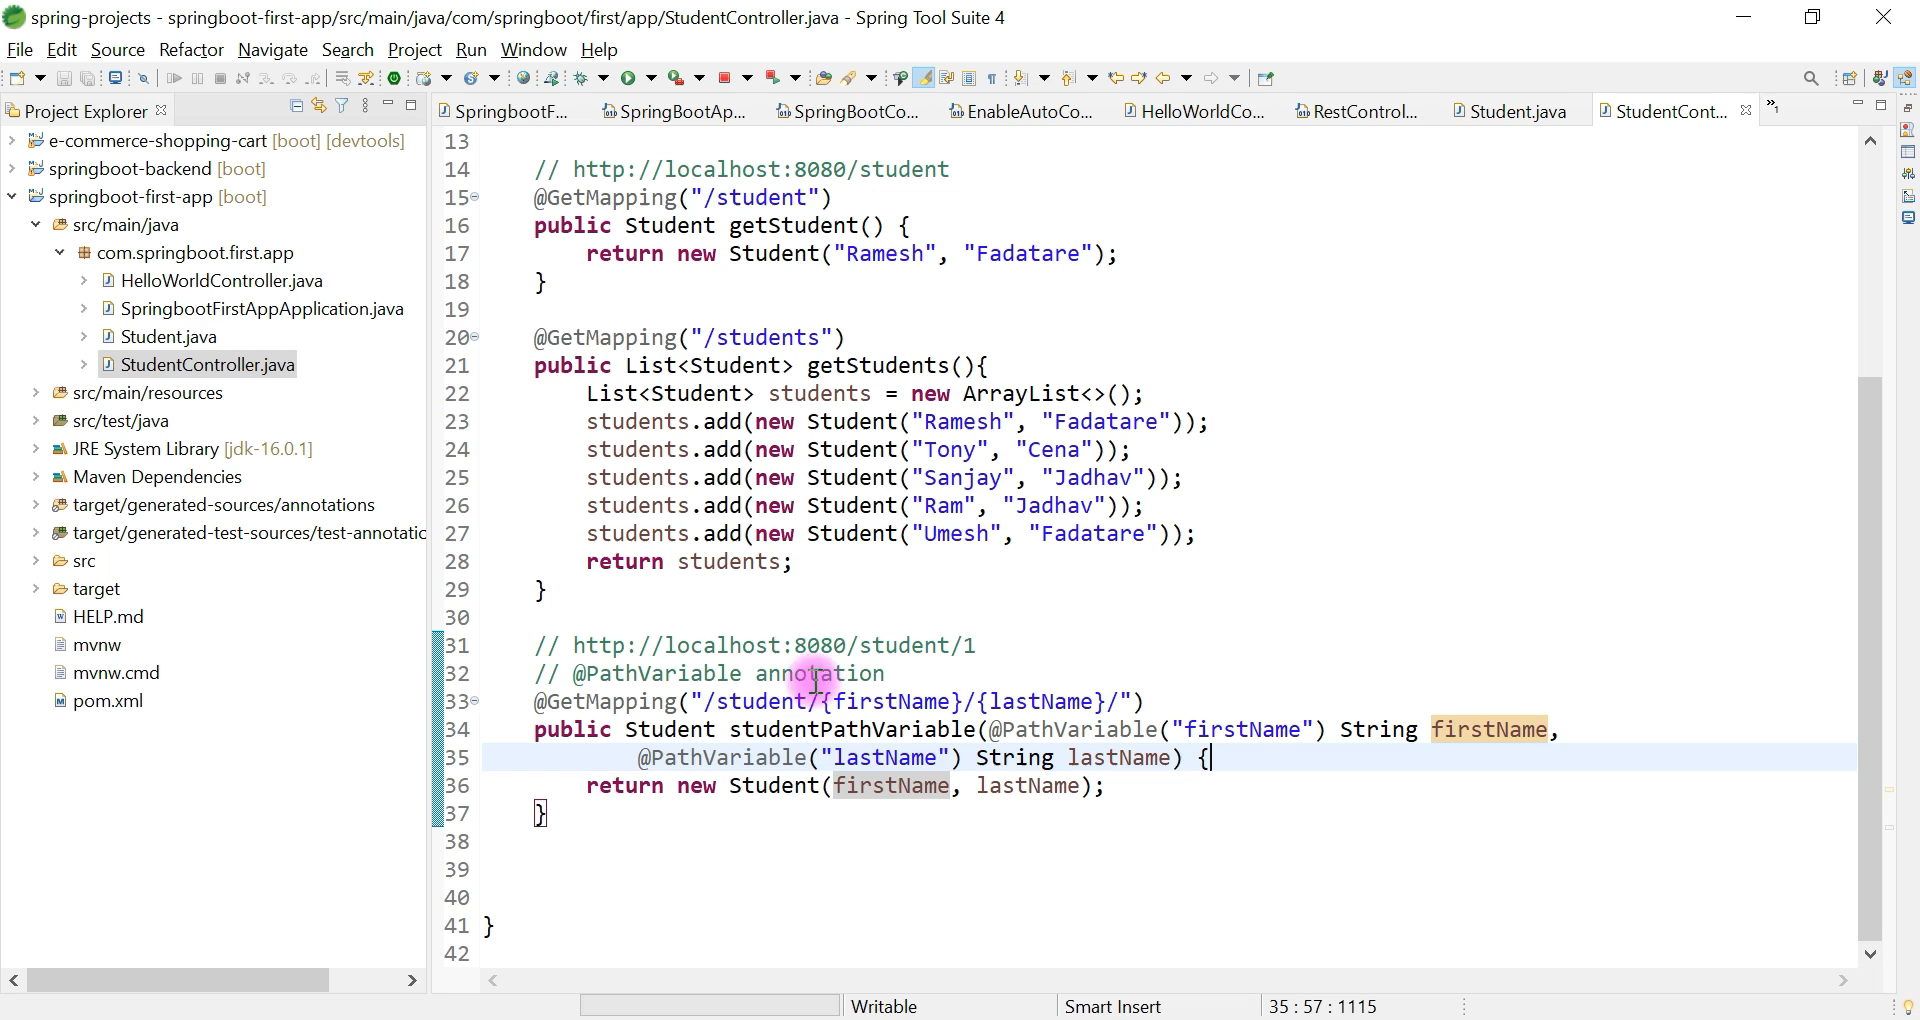 spring-projects - springboot-first-app/src/main/java/com/springboot/first/app/StudentController.java - Spring Tool Suite 4
File Edit Source Refactor Navigate Search Project Run Window Help
Project Explorer
SpringbootF... SpringBootAp... SpringBootCo... EnableAutoCo... HelloWorldCo... RestControl... Student.java StudentCont... »1
e-commerce-shopping-cart [boot] [devtools]
springboot-backend [boot]
springboot-first-app [boot]
src/main/java
com.springboot.first.app
HelloWorldController.java
SpringbootFirstAppApplication.java
Student.java
StudentController.java
src/main/resources
src/test/java
JRE System Library [jdk-16.0.1]
Maven Dependencies
target/generated-sources/annotations
target/generated-test-sources/test-annotatic
src
target
HELP.md
mvnw
mvnw.cmd
pom.xml
13
14 // http://localhost:8080/student
15 @GetMapping("/student")
16 public Student getStudent() {
17 return new Student("Ramesh", "Fadatare");
18 }
19
20 @GetMapping("/students")
21 public List<Student> getStudents(){
22 List<Student> students = new ArrayList<>();
23 students.add(new Student("Ramesh", "Fadatare"));
24 students.add(new Student("Tony", "Cena"));
25 students.add(new Student("Sanjay", "Jadhav"));
26 students.add(new Student("Ram", "Jadhav"));
27 students.add(new Student("Umesh", "Fadatare"));
28 return students;
29 }
30
31 // http://localhost:8080/student/1
32 // @PathVariable annotation
33 @GetMapping("/student/{firstName}/{lastName}/")
34 public Student studentPathVariable(@PathVariable("firstName") String firstName,
35 @PathVariable("lastName") String lastName) {
36 return new Student(firstName, lastName);
37 }
38
39
40
41 }
42
Writable Smart Insert 35 : 57 : 1115